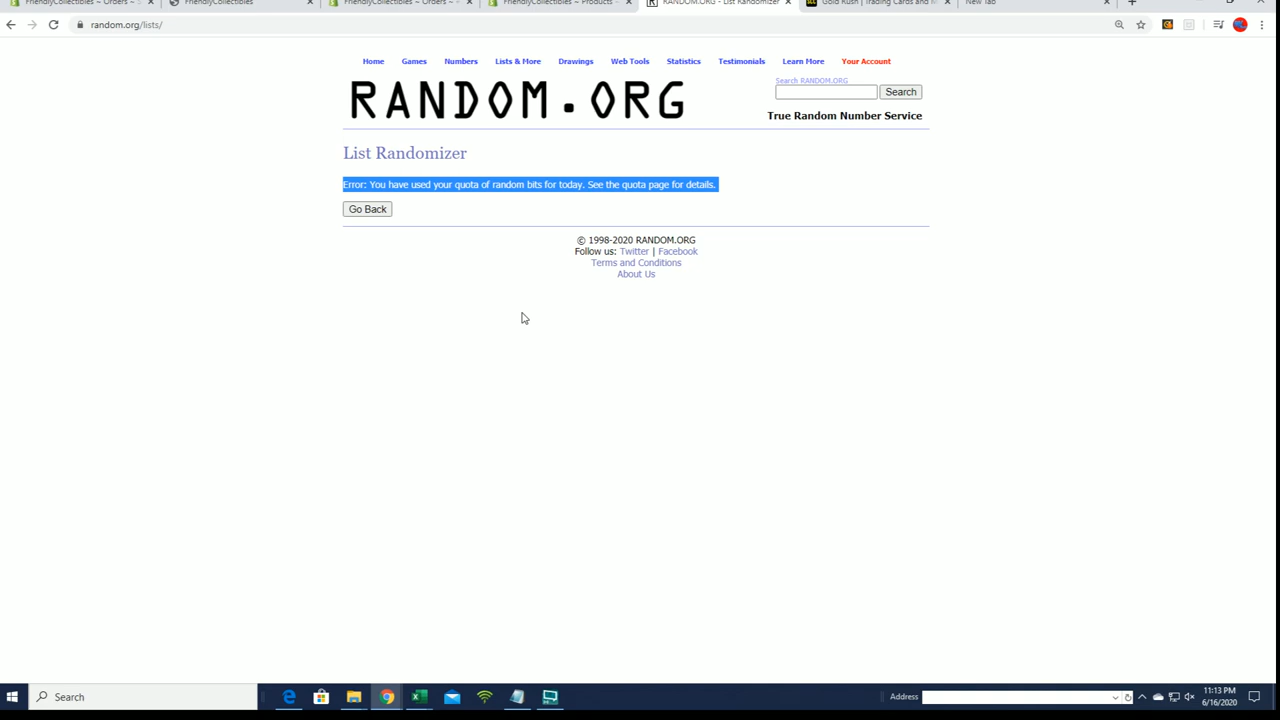 FriendlyCollectibles ~ Orders ~
FriendlyCollectibles
FriendlyCollectibles ~ Orders ~
FriendlyCollectibles ~ Products ~
RANDOM.ORG - List Randomizer
Gold Rush | Trading Cards and M
New Tab
random.org/lists/
Home Games Numbers Lists & More Drawings Web Tools Statistics Testimonials Learn More Your Account
RANDOM.ORG
Search RANDOM.ORG
Search
True Random Number Service
List Randomizer
Error: You have used your quota of random bits for today. See the quota page for details.
Go Back
© 1998-2020 RANDOM.ORG
Follow us: Twitter | Facebook
Terms and Conditions
About Us
Search
Address
11:13 PM
6/16/2020